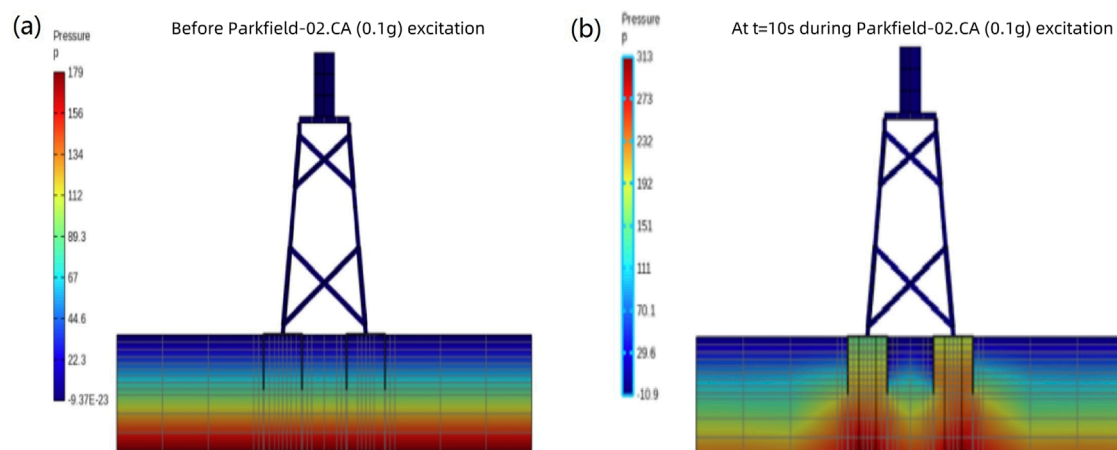 (a)
Before Parkfield-02.CA (0.1g) excitation
Pressure
p
179
156
134
112
89.3
67
44.6
22.3
-9.37E-23
(b)
At t=10s during Parkfield-02.CA (0.1g) excitation
Pressure
p
313
273
232
192
151
111
70.1
29.6
-10.9